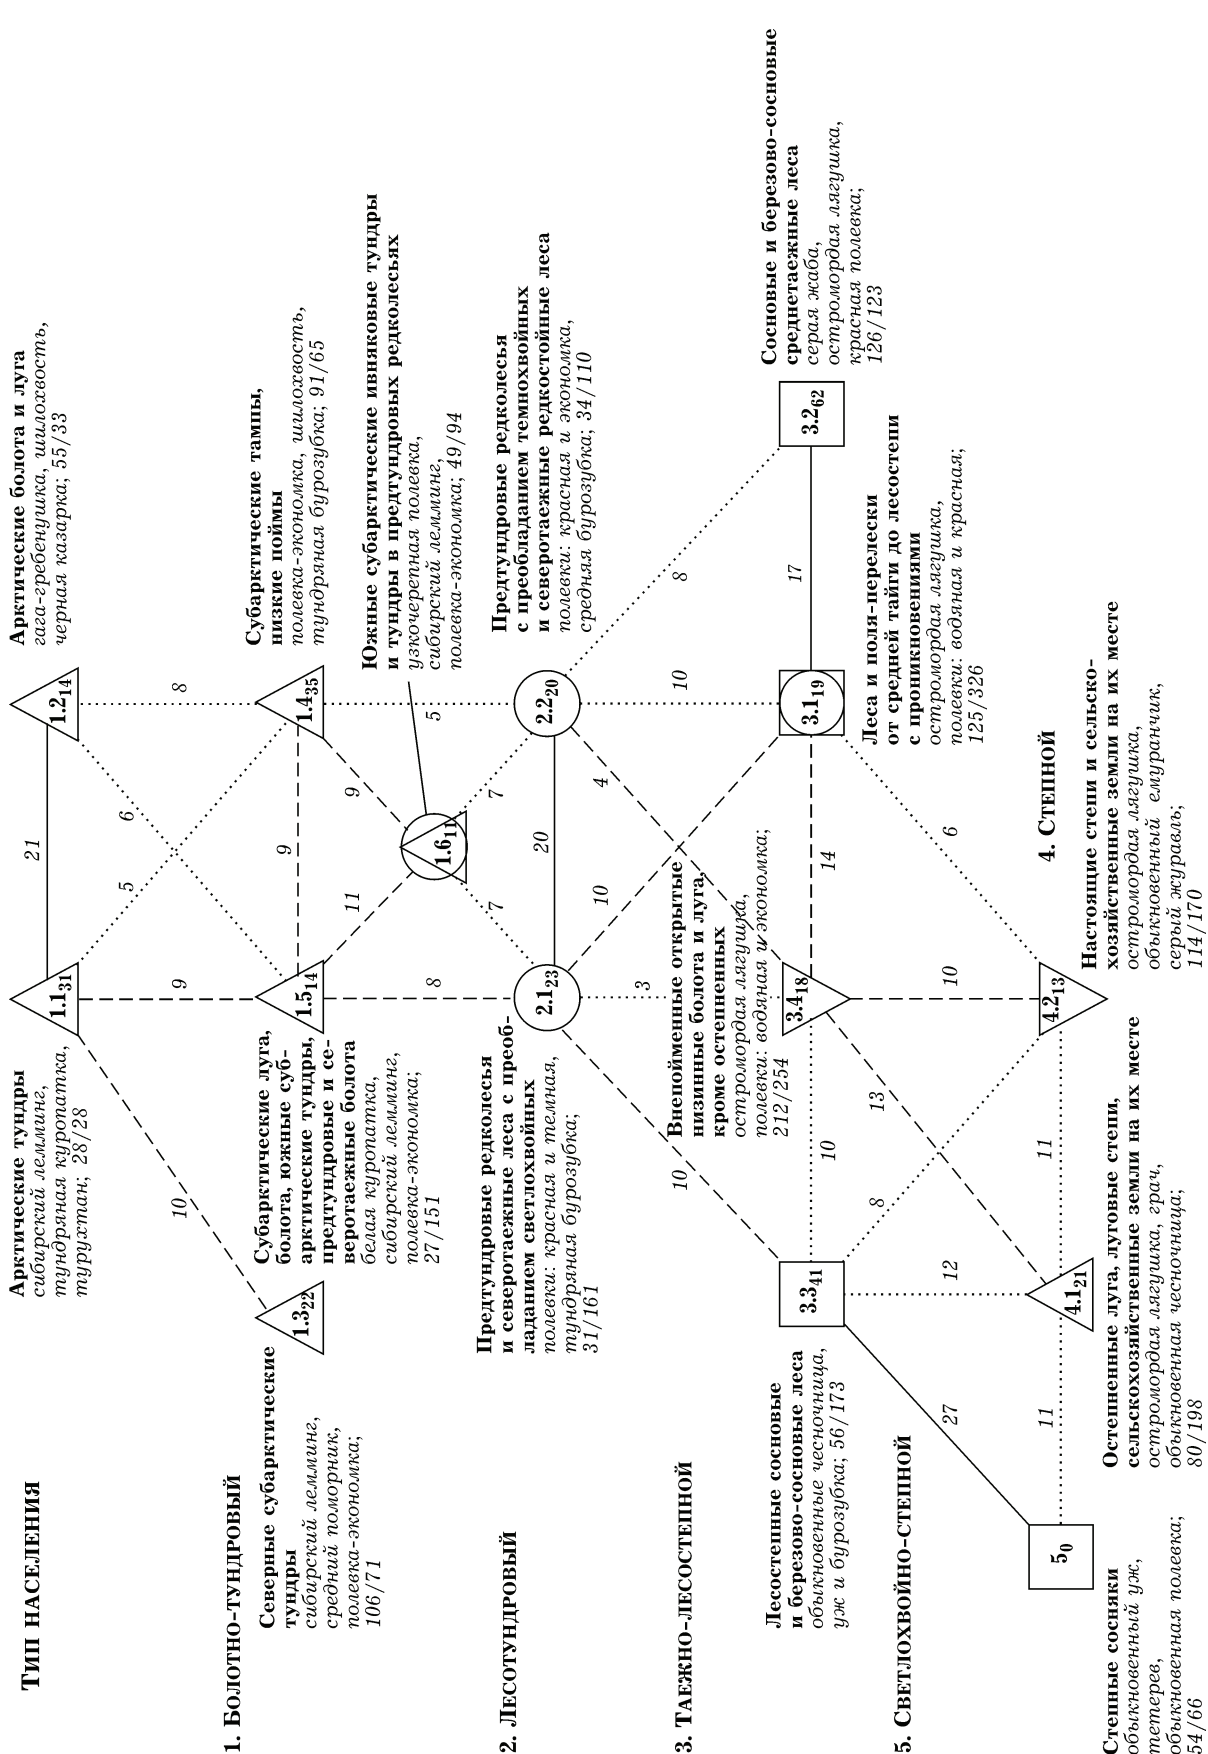 Тип населения
Арктические тундры
сибирский лемминг,
тундряная куропатка,
турухтан; 28/28
1.1₃₁
21
1.2₁₄
Арктические болота и луга
гага-гребенушка, шилохвость,
черная казарка; 55/33
10
9
5
6
8
1. Болотно-тундровый
Северные субарктические
тундры
сибирский лемминг,
средний поморник,
полевка-экономка;
106/71
1.3₂₂
Субарктические луга,
болота, южные суб-
арктические тундры,
предтундровые и се-
веротаежные болота
белая куропатка,
сибирский лемминг,
полевка-экономка;
27/151
1.5₁₄
9
1.4₃₅
Субарктические тампы,
низкие поймы
полевка-экономка, шилохвость,
тундряная бурозубка; 91/65
11
9
1.6₁₁
Южные субарктические ивняковые тундры
и тундры в предтундровых редколесьях
узкочерепная полевка,
сибирский лемминг,
полевка-экономка; 49/94
8
7
7
5
2. Лесотундровый
Предтундровые редколесья
и северотаежные леса с преоб-
ладанием светлохвойных
полевки: красная и темная,
тундряная бурозубка;
31/161
2.1₂₃
20
2.2₂₀
Предтундровые редколесья
с преобладанием темнохвойных
и северотаежные редкостойные леса
полевки: красная и экономка,
средняя бурозубка; 34/110
10
3
10
4
10
8
3. Таежно-лесостепной
Внепойменные открытые
низинные болота и луга,
кроме остепненных
остромордая лягушка,
полевки: водяная и экономка;
212/254
Лесостепные сосновые
и березово-сосновые леса
обыкновенные чесночница,
уж и бурозубка; 56/173
3.3₄₁
10
3.4₁₈
14
3.1₁₉
17
3.2₆₂
Сосновые и березово-сосновые
среднетаежные леса
серая жаба,
остромордая лягушка,
красная полевка;
126/123
Леса и поля-перелески
от средней тайги до лесостепи
с проникновениями
остромордая лягушка,
полевки: водяная и красная;
125/326
5. Светлохвойно-степной
27
12
8
13
10
6
4. Степной
Степные сосняки
обыкновенный уж,
тетерев,
обыкновенная полевка;
54/66
5₀
11
4.1₂₁
11
4.2₁₃
Остепненные луга, луговые степи,
сельскохозяйственные земли на их месте
остромордая лягушка, грач,
обыкновенная чесночница;
80/198
Настоящие степи и сельско-
хозяйственные земли на их месте
остромордая лягушка,
обыкновенный емуранчик,
серый журавль;
114/170